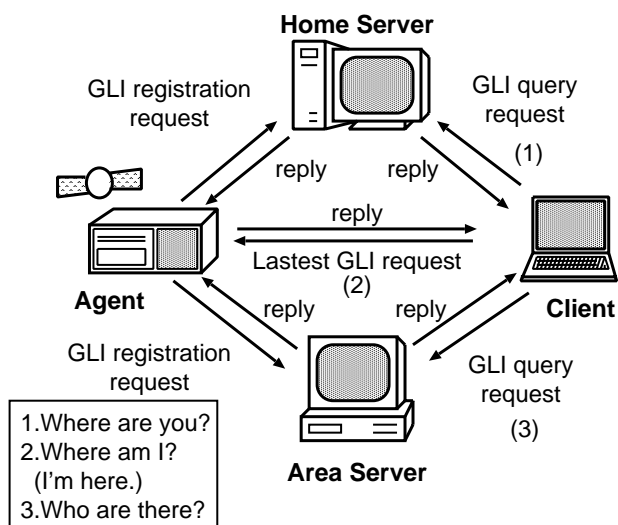 Home Server
GLI registration
request
GLI query
request
(1)
reply
reply
reply
Lastest GLI request
(2)
Agent
Client
reply
reply
GLI registration
request
GLI query
request
(3)
1.Where are you?
2.Where am I?
(I'm here.)
3.Who are there?
Area Server